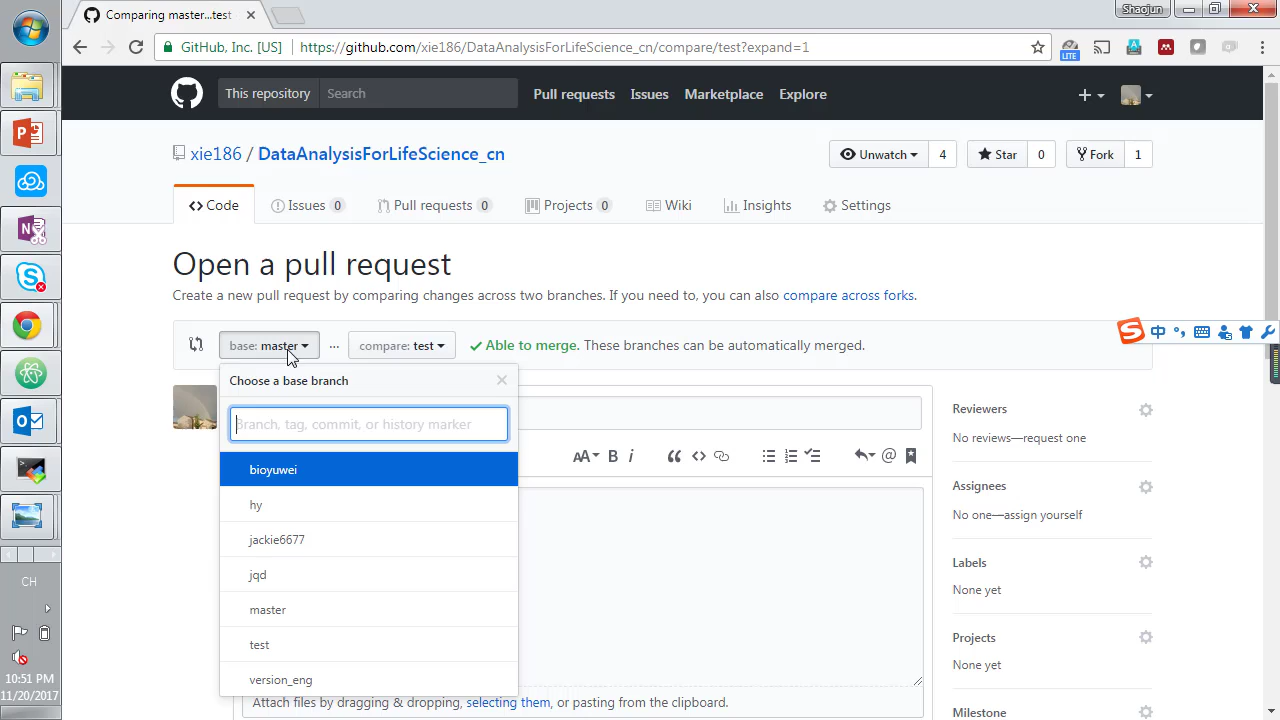 Comparing master...test
Shaojun
GitHub, Inc. [US]
https://github.com/xie186/DataAnalysisForLifeScience_cn/compare/test?expand=1
LITE
This repository
Search
Pull requests
Issues
Marketplace
Explore
xie186 / DataAnalysisForLifeScience_cn
Unwatch 4
Star 0
Fork 1
Code
Issues 0
Pull requests 0
Projects 0
Wiki
Insights
Settings
Open a pull request
Create a new pull request by comparing changes across two branches. If you need to, you can also compare across forks.
base: master
...
compare: test
Able to merge. These branches can be automatically merged.
中
Choose a base branch
Branch, tag, commit, or history marker
bioyuwei
hy
jackie6677
jqd
master
test
version_eng
AA B i
Attach files by dragging & dropping, selecting them, or pasting from the clipboard.
Reviewers
No reviews—request one
Assignees
No one—assign yourself
Labels
None yet
Projects
None yet
Milestone
CH
10:51 PM
11/20/2017